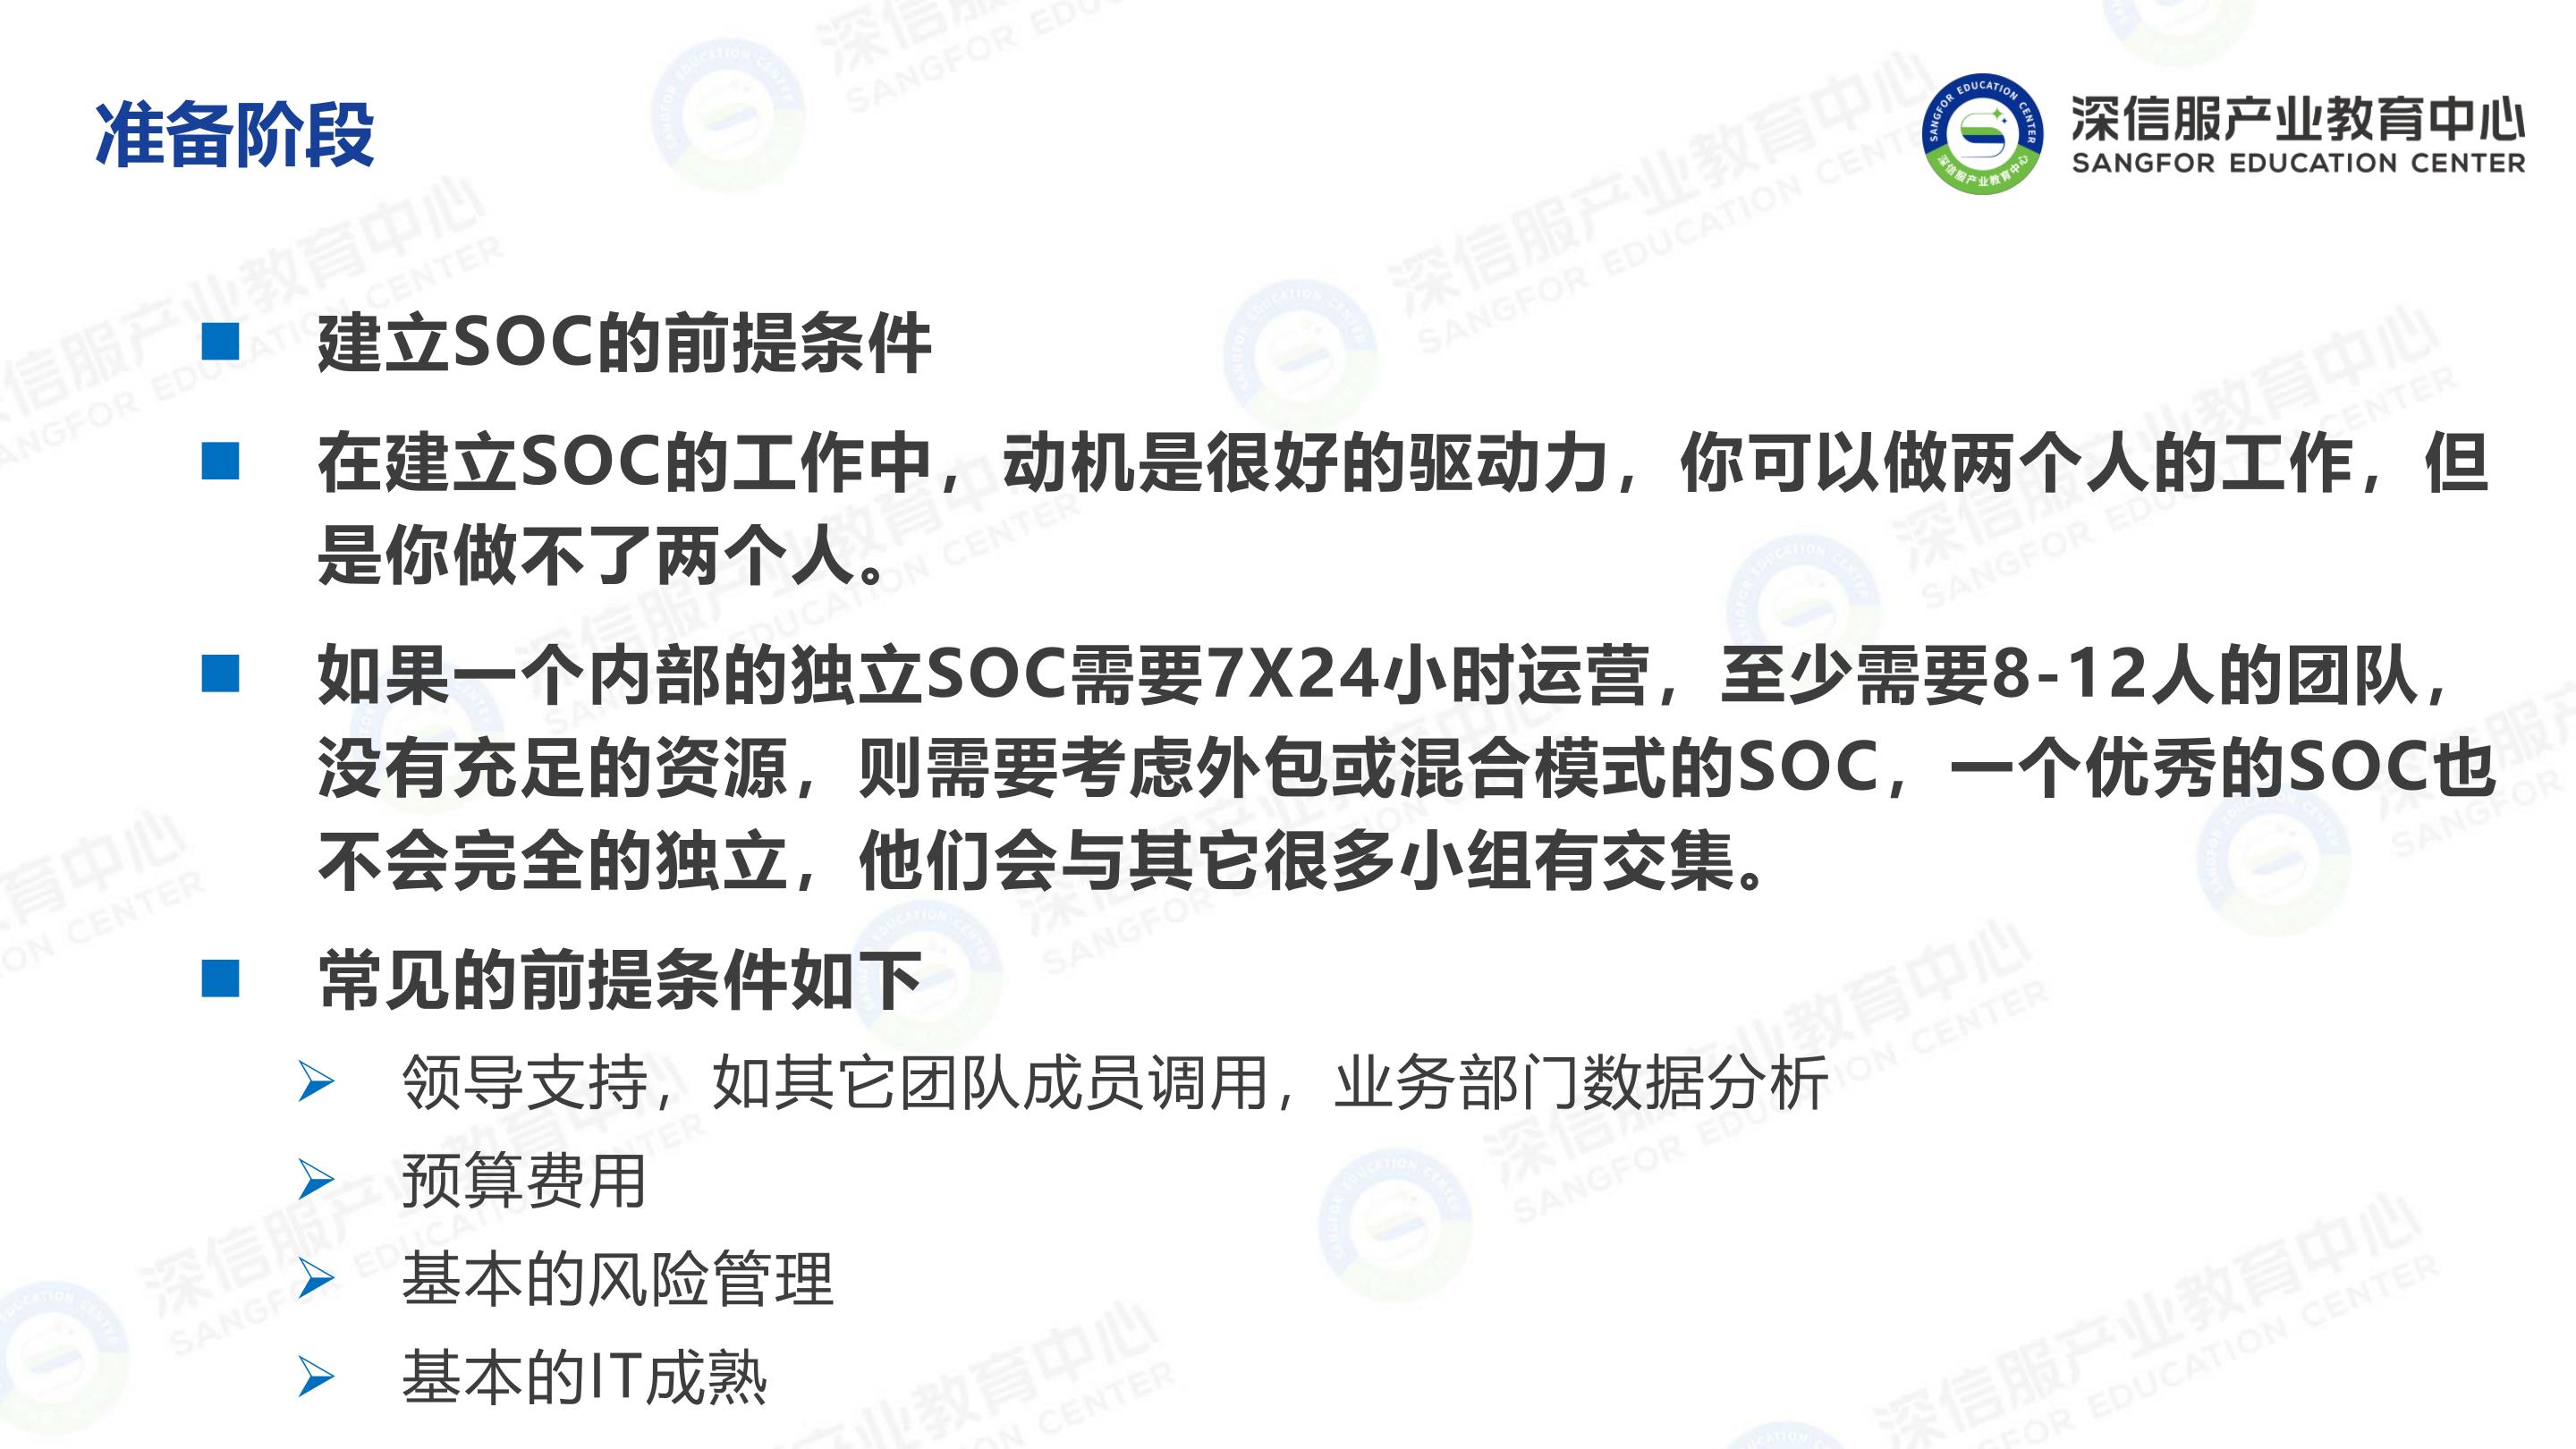 准备阶段
深信服产业教育中心
SANGFOR EDUCATION CENTER
建立SOC的前提条件
在建立SOC的工作中，动机是很好的驱动力，你可以做两个人的工作，但
是你做不了两个人。
如果一个内部的独立SOC需要7X24小时运营，至少需要8-12人的团队，
没有充足的资源，则需要考虑外包或混合模式的SOC，一个优秀的SOC也
不会完全的独立，他们会与其它很多小组有交集。
常见的前提条件如下
领导支持，如其它团队成员调用，业务部门数据分析
预算费用
基本的风险管理
基本的IT成熟